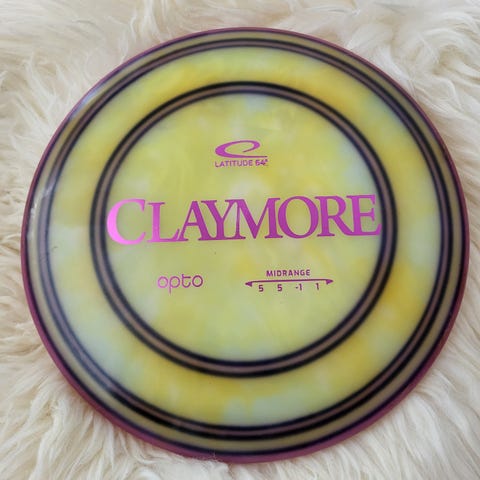 LATITUDE 64°
CLAYMORE
opto
MIDRANGE
5 5 -1 1